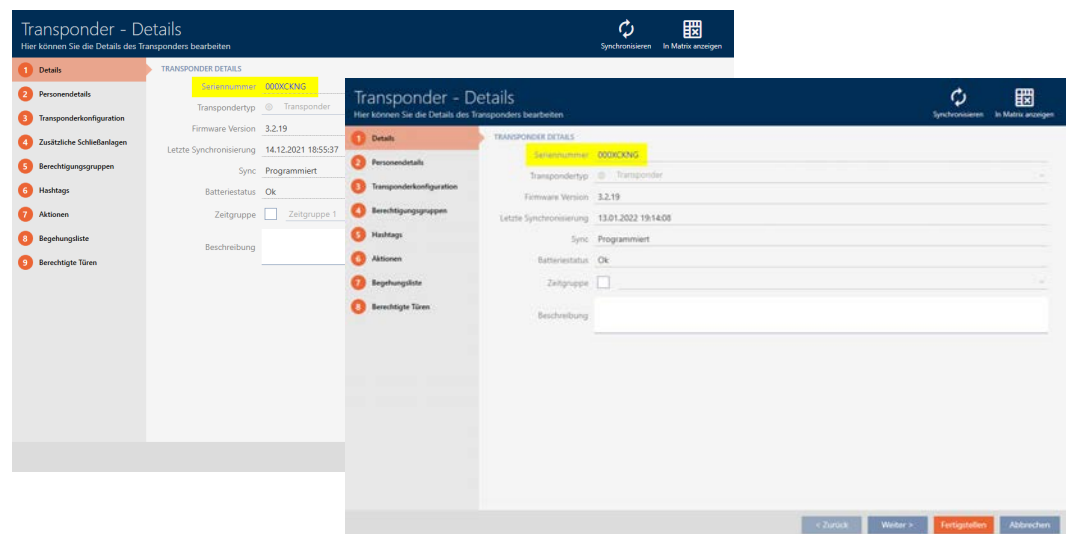 Transponder - Details
Hier können Sie die Details des Transponders bearbeiten
Synchronisieren
In Matrix anzeigen
1 Details
2 Personendetails
3 Transponderkonfiguration
4 Zusätzliche Schließanlagen
5 Berechtigungsgruppen
6 Hashtags
7 Aktionen
8 Begehungsliste
9 Berechtigte Türen
TRANSPONDER DETAILS
Seriennummer 000XCKNG
Transpondertyp Transponder
Firmware Version 3.2.19
Letzte Synchronisierung 14.12.2021 18:55:37
Sync Programmiert
Batteriestatus Ok
Zeitgruppe Zeitgruppe 1
Beschreibung
Transponder - Details
Hier können Sie die Details des Transponders bearbeiten
Synchronisieren
In Matrix anzeigen
1 Details
2 Personendetails
3 Transponderkonfiguration
4 Berechtigungsgruppen
5 Hashtags
6 Aktionen
7 Begehungsliste
8 Berechtigte Türen
TRANSPONDER DETAILS
Seriennummer 000XCKNG
Transpondertyp Transponder
Firmware Version 3.2.19
Letzte Synchronisierung 13.01.2022 19:14:08
Sync Programmiert
Batteriestatus Ok
Zeitgruppe
Beschreibung
< Zurück
Weiter >
Fertigstellen
Abbrechen